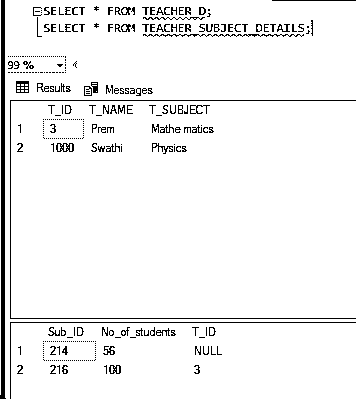 SELECT * FROM TEACHER_D;
SELECT * FROM TEACHER_SUBJECT_DETAILS;
99 %
Results Messages
T_ID T_NAME T_SUBJECT
1 3 Prem Mathe matics
2 1000 Swathi Physics
Sub_ID No_of_students T_ID
1 214 56 NULL
2 216 100 3